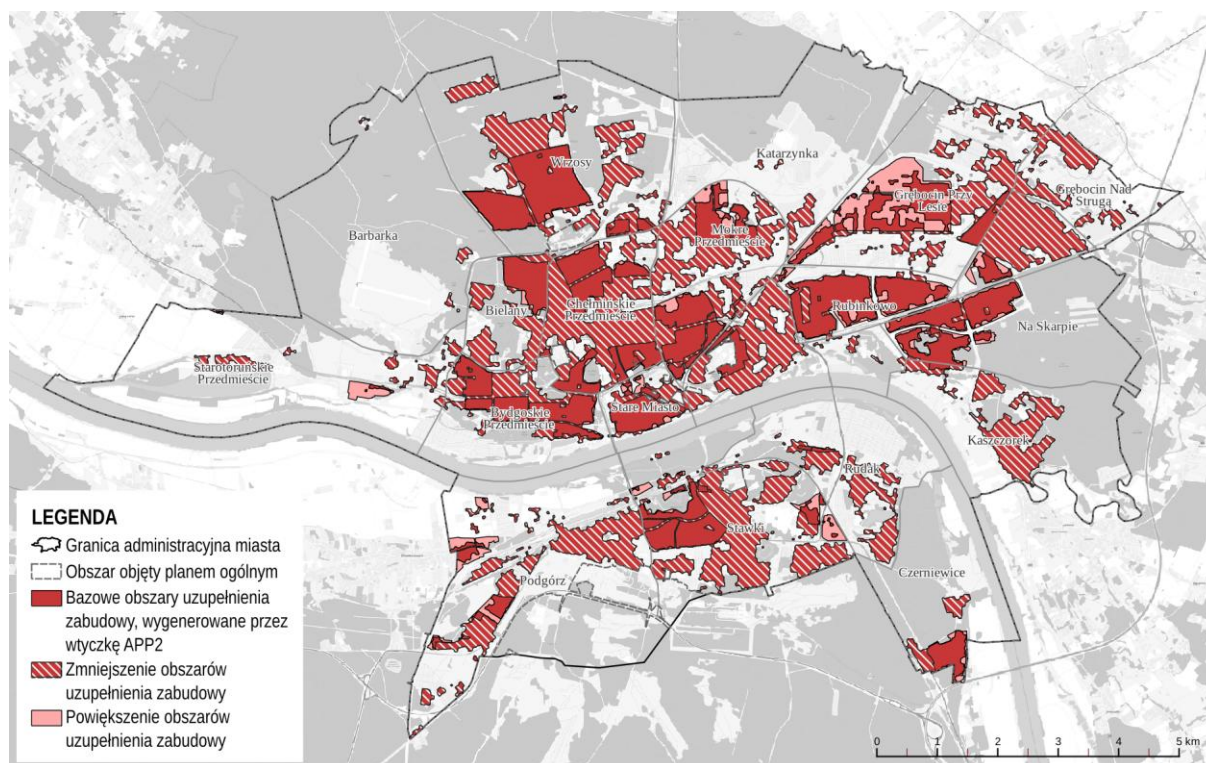 Katarzynka
Wrzosy
Grębocin Nad
Strugą
Grębocin Przy
Lesie
Barbarka
Mokre
Przedmieście
Bielany
Chełmińskie
Przedmieście
Rubinkowo
Na Skarpie
Starotoruńskie
Przedmieście
Bydgoskie
Przedmieście
Stare Miasto
Kaszczorek
Rudak
Stawki
Podgórz
Czerniewice
LEGENDA
Granica administracyjna miasta
Obszar objęty planem ogólnym
Bazowe obszary uzupełnienia
zabudowy, wygenerowane przez
wtyczkę APP2
Zmniejszenie obszarów
uzupełnienia zabudowy
Powiększenie obszarów
uzupełnienia zabudowy
0 1 2 3 4 5 km